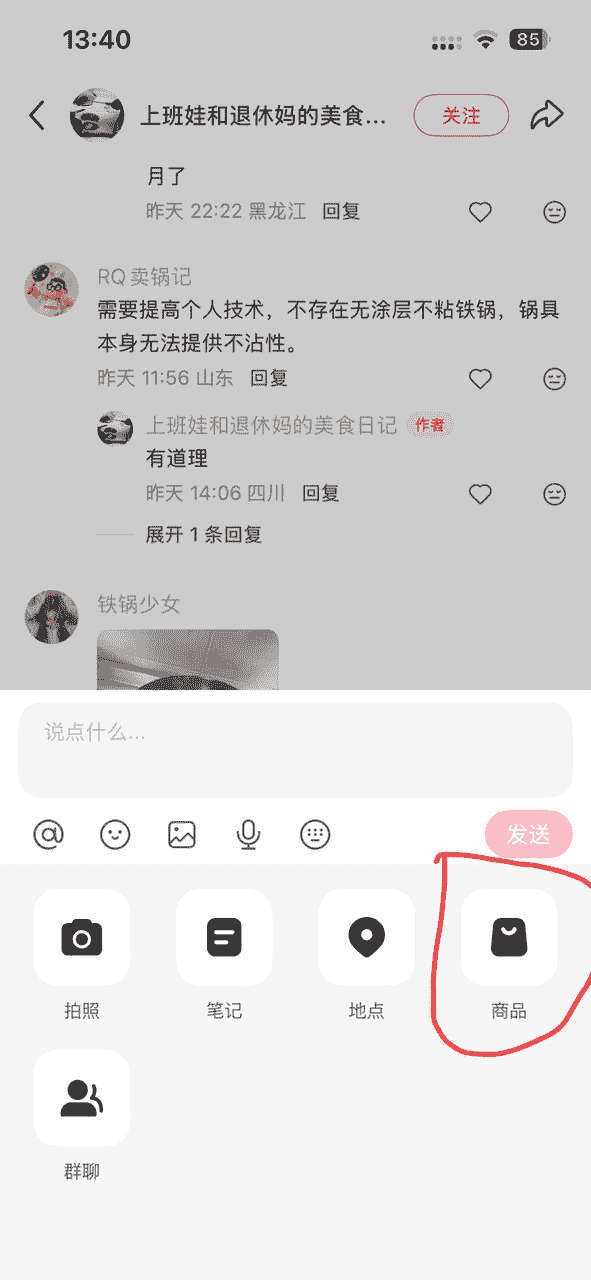 13:40
85
上班娃和退休妈的美食...
关注
月了
昨天 22:22 黑龙江 回复
RQ 卖锅记
需要提高个人技术，不存在无涂层不粘铁锅，锅具
本身无法提供不沾性。
昨天 11:56 山东 回复
上班娃和退休妈的美食日记 作者
有道理
昨天 14:06 四川 回复
展开 1 条回复
铁锅少女
说点什么...
发送
拍照 笔记 地点 商品
群聊